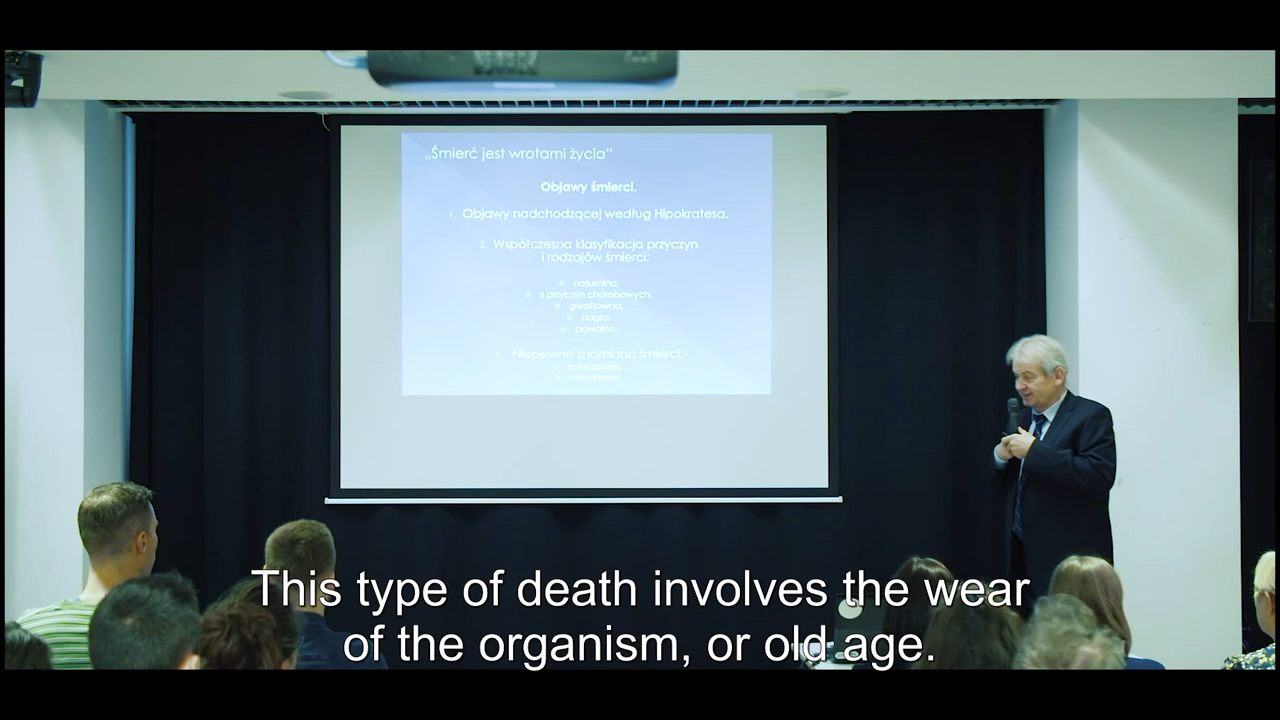 „Śmierć jest wrotami życia"
Objawy śmierci.
1. Objawy nadchodzącej według Hipokratesa.
2. Współczesna klasyfikacja przyczyn
i rodzajów śmierci:
naturalna,
z przyczyn chorobowych,
gwałtowna,
nagła,
powolna.
3. Niepewne znamiona śmierci:
ochłodzenie,
wysychanie,
This type of death involves the wear
of the organism, or old age.